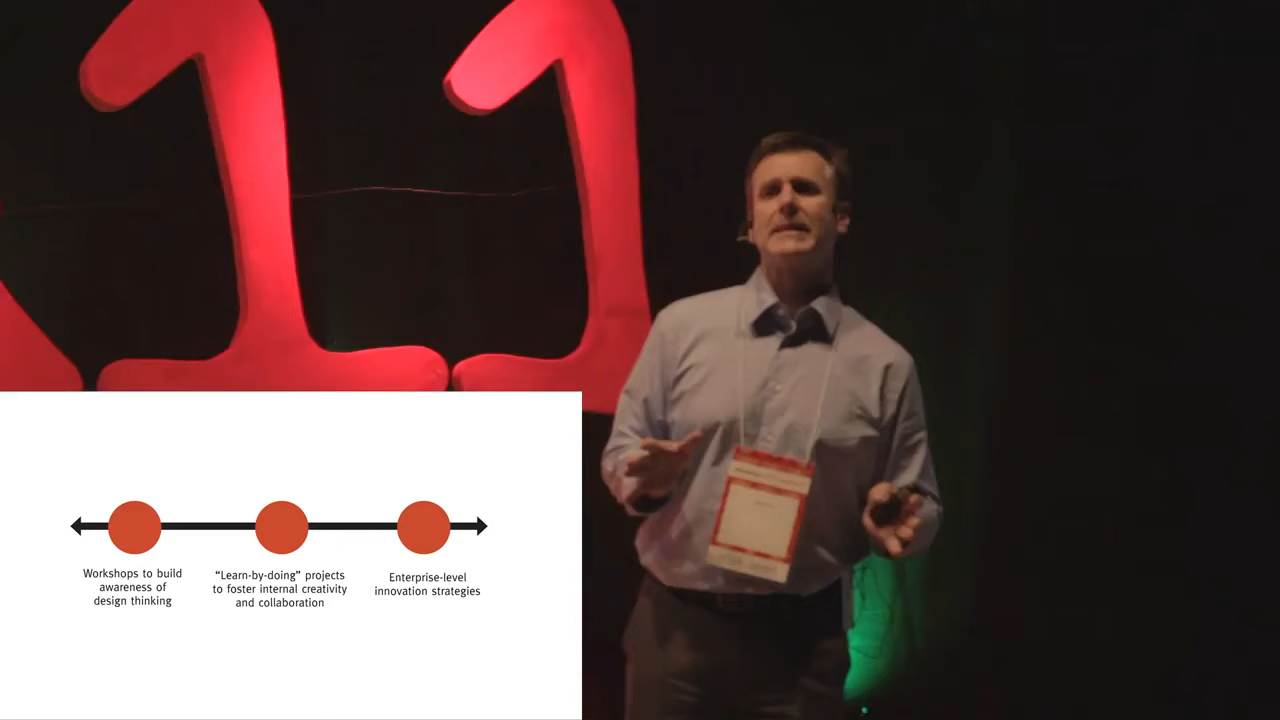 11
Workshops to build
awareness of
design thinking
“Learn-by-doing” projects
to foster internal creativity
and collaboration
Enterprise-level
innovation strategies